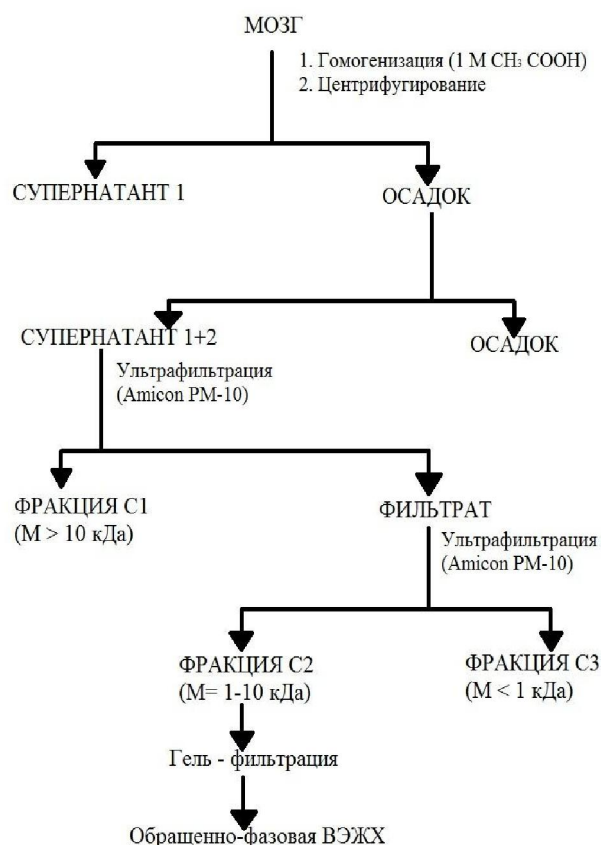 МОЗГ
1. Гомогенизация (1 М CH₃ COOH)
2. Центрифугирование
СУПЕРНАТАНТ 1
ОСАДОК
СУПЕРНАТАНТ 1+2
ОСАДОК
Ультрафильтрация
(Amicon PM-10)
ФРАКЦИЯ С1
(М > 10 кДа)
ФИЛЬТРАТ
Ультрафильтрация
(Amicon PM-10)
ФРАКЦИЯ С2
(М= 1-10 кДа)
ФРАКЦИЯ С3
(М < 1 кДа)
Гель - фильтрация
Обращенно-фазовая ВЭЖХ